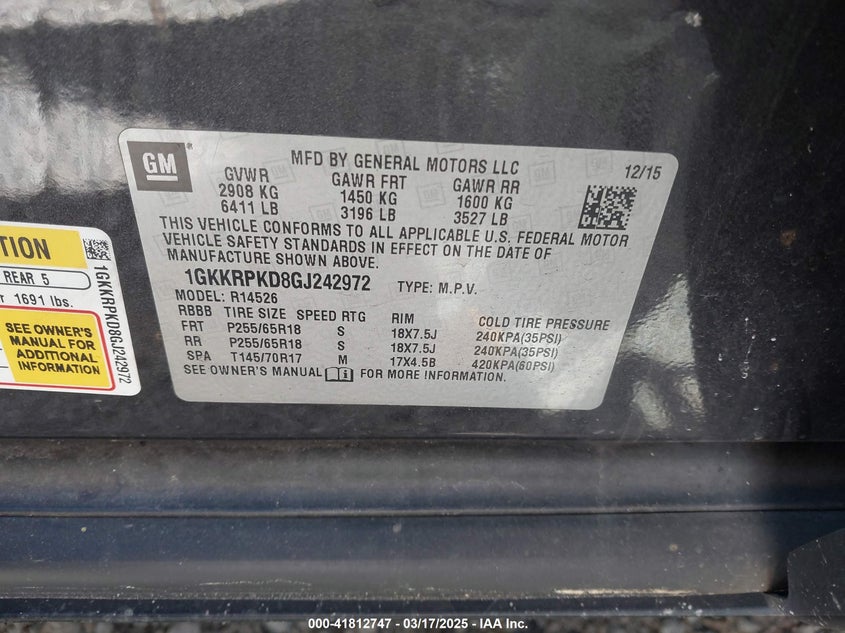 GM
MFD BY GENERAL MOTORS LLC
12/15
GVWR GAWR FRT GAWR RR
2908 KG 1450 KG 1600 KG
6411 LB 3196 LB 3527 LB
THIS VEHICLE CONFORMS TO ALL APPLICABLE U.S. FEDERAL MOTOR
VEHICLE SAFETY STANDARDS IN EFFECT ON THE DATE OF
MANUFACTURE SHOWN ABOVE.
1GKKRPKD8GJ242972 TYPE: M.P.V.
MODEL: R14526
RBBB TIRE SIZE SPEED RTG RIM COLD TIRE PRESSURE
FRT P255/65R18 S 18X7.5J 240KPA(35PSI)
RR P255/65R18 S 18X7.5J 240KPA(35PSI)
SPA T145/70R17 M 17X4.5B 420KPA(60PSI)
SEE OWNER'S MANUAL FOR MORE INFORMATION.
REAR 5
1691 lbs.
SEE OWNER'S
MANUAL FOR
ADDITIONAL
INFORMATION
1GKKRPKD8GJ242972
000-41812747 - 03/17/2025 - IAA Inc.